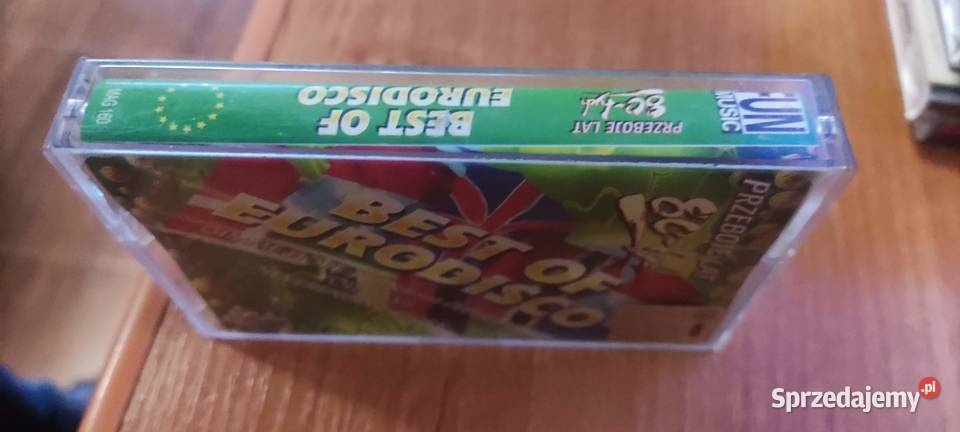 FUN
MUSIC
PRZEBOJE LAT
80-tych
BEST OF
EURODISCO
MAG 160
BEST OF
EURODISCO
PRZEBOJE LAT
80
Sprzedajemy.pl